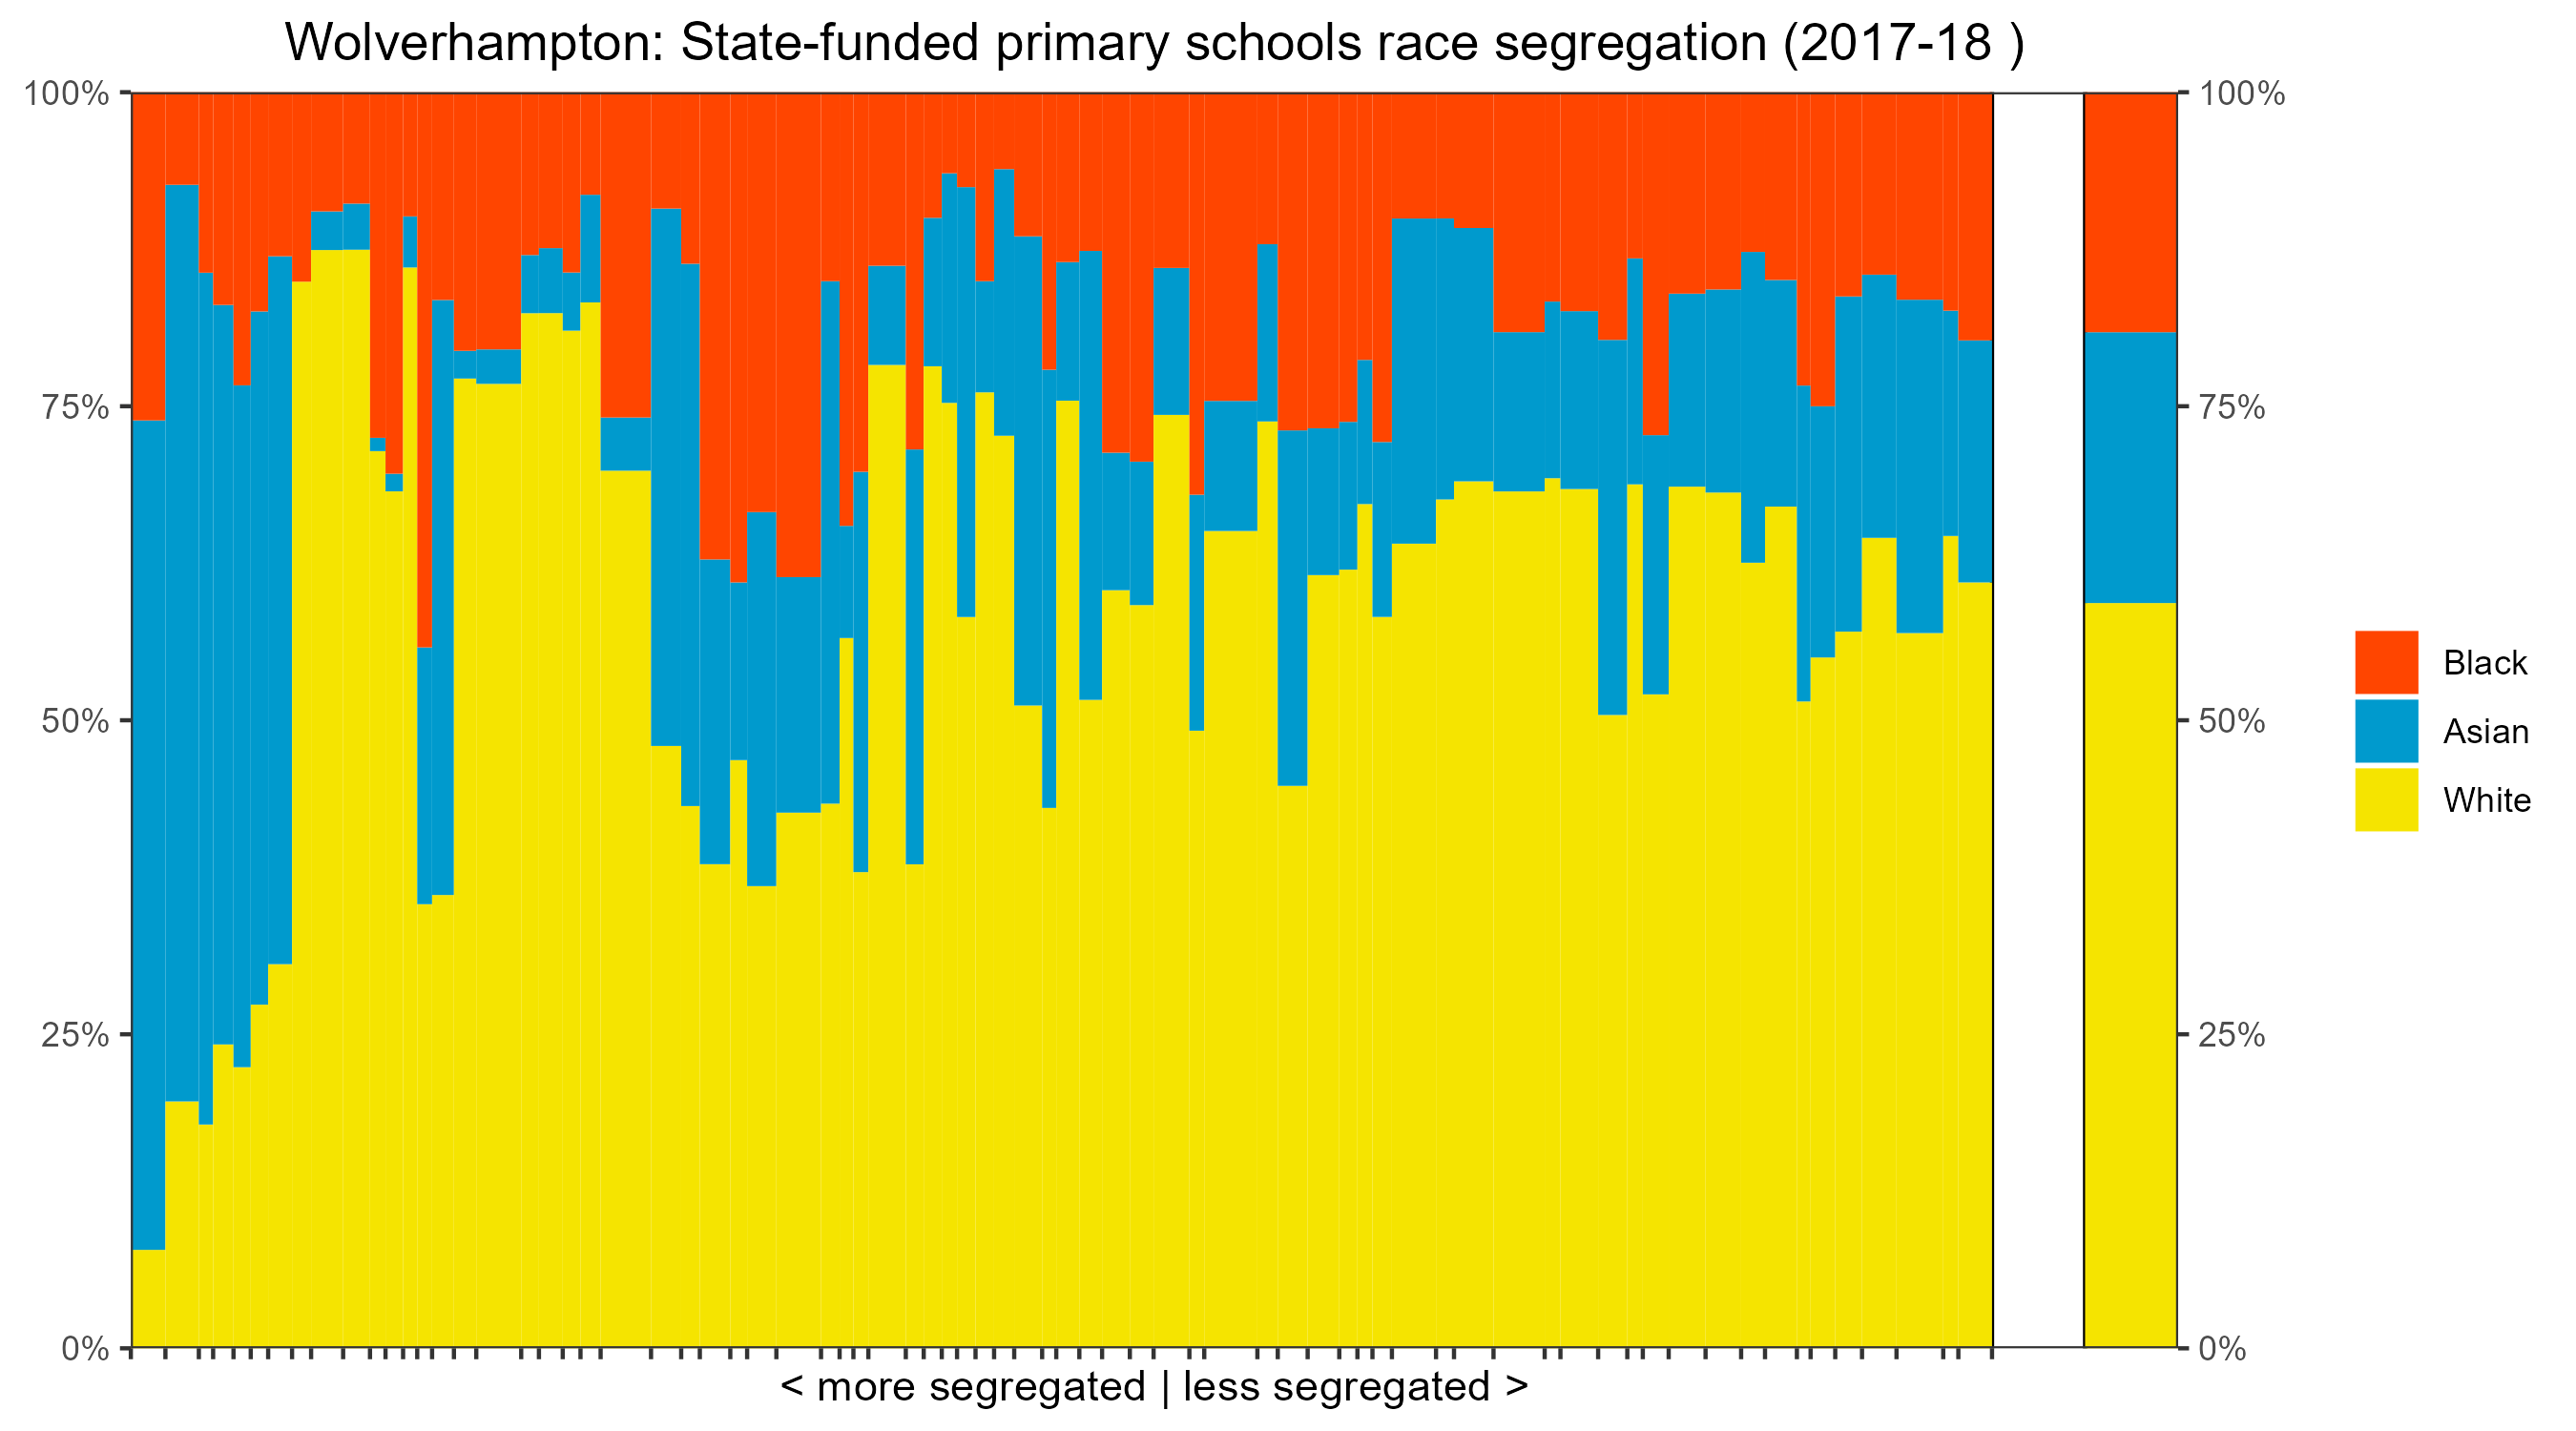 Wolverhampton: State-funded primary schools race segregation (2017-18 )
100%
75%
50%
25%
0%
100%
75%
50%
25%
0%
Black
Asian
White
< more segregated | less segregated >